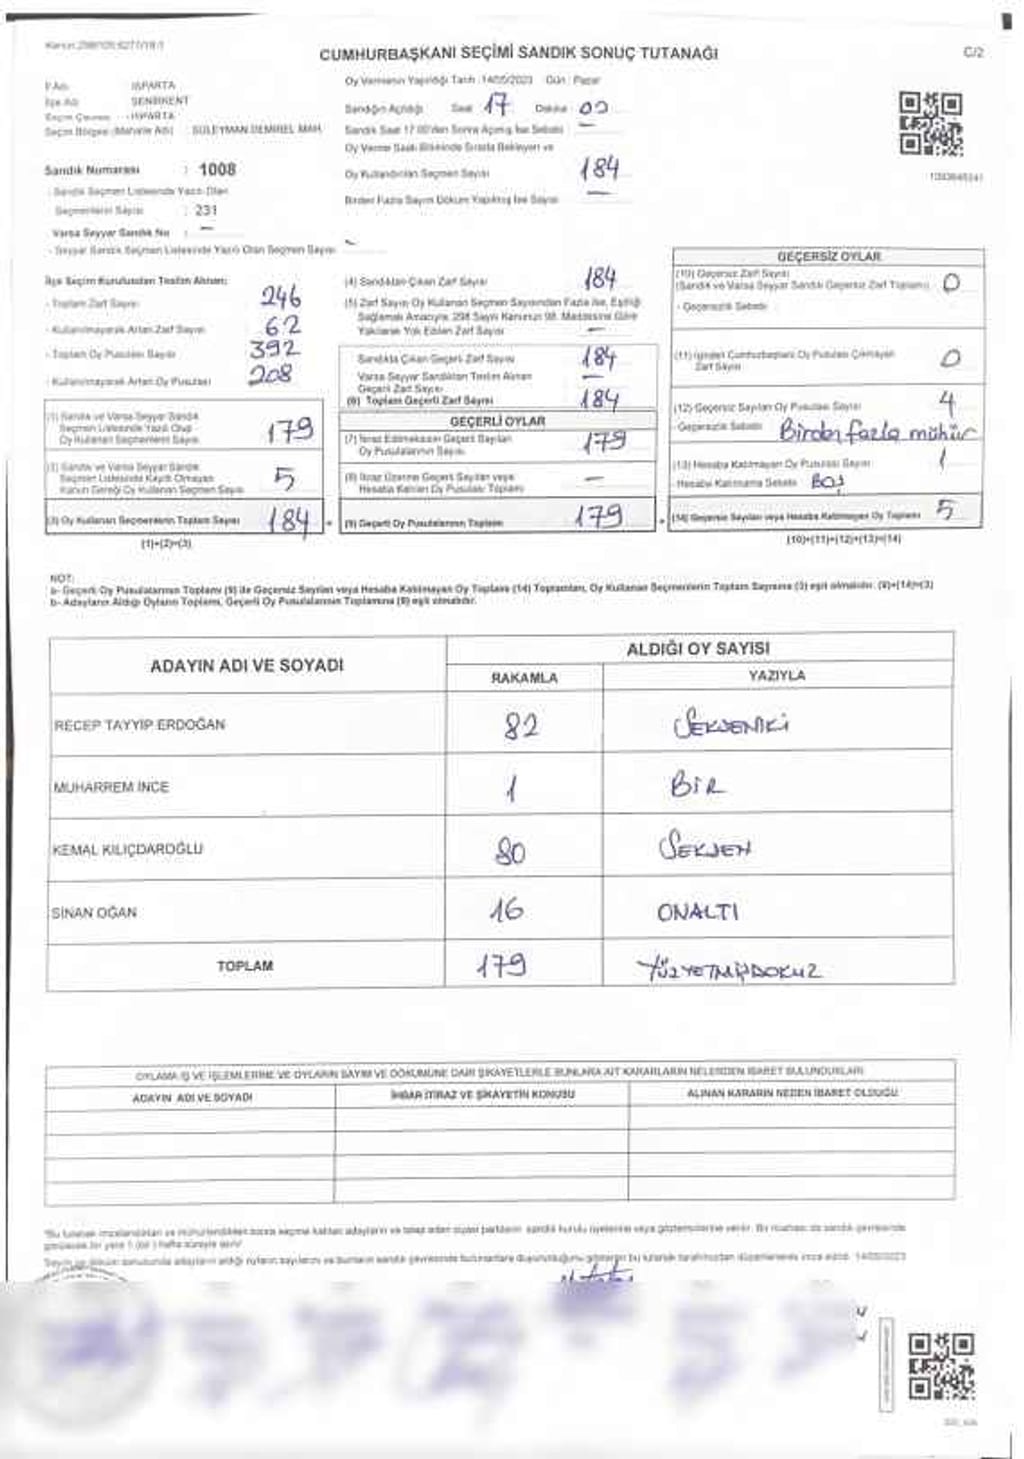 CUMHURBAŞKANI SEÇİMİ SANDIK SONUÇ TUTANAĞI
C/2
İl Adı : ISPARTA
İlçe Adı : SENİRKENT
Seçim Çevresi : ISPARTA
Seçim Bölgesi (Mahalle Adı) : SÜLEYMAN DEMİREL MAH.
Sandık Numarası : 1008
- Sandık Seçmen Listesinde Yazılı Olan
Seçmenlerin Sayısı : 231
Varsa Seyyar Sandık No : —
- Seyyar Sandık Seçmen Listesinde Yazılı Olan Seçmen Sayısı
Oy Vermenin Yapıldığı Tarih : 14/05/2023 Gün : Pazar
Sandığın Açıldığı Saat 17 Dakika 00
Sandık Saat 17:00'den Sonra Açılmış İse Sebebi : —
Oy Verme Saati Bitiminde Sırada Bekleyen ve
Oy Kullandırılan Seçmen Sayısı 184
Birden Fazla Sayım Döküm Yapılmış İse Sayısı —
İlçe Seçim Kurulundan Teslim Alınan:
- Toplam Zarf Sayısı 246
- Kullanılmayarak Artan Zarf Sayısı 62
- Toplam Oy Pusulası Sayısı 392
- Kullanılmayarak Artan Oy Pusulası 208
(1) Sandık ve Varsa Seyyar Sandık
Seçmen Listesinde Yazılı Olup
Oy Kullanan Seçmenlerin Sayısı 179
(2) Sandık ve Varsa Seyyar Sandık
Seçmen Listesinde Kayıtlı Olmayan
Kanun Gereği Oy Kullanan Seçmen Sayısı 5
(3) Oy Kullanan Seçmenlerin Toplam Sayısı 184
(1)+(2)=(3)
(4) Sandıktan Çıkan Zarf Sayısı 184
(5) Zarf Sayısı Oy Kullanan Seçmen Sayısından Fazla İse, Eşitliği
Sağlamak Amacıyla, 298 Sayılı Kanunun 98. Maddesine Göre
Yakılarak Yok Edilen Zarf Sayısı —
Sandıkta Çıkan Geçerli Zarf Sayısı 184
Varsa Seyyar Sandıktan Teslim Alınan
Geçerli Zarf Sayısı —
(6) Toplam Geçerli Zarf Sayısı 184
GEÇERLİ OYLAR
(7) İtiraz Edilmeksizin Geçerli Sayılan
Oy Pusulalarının Sayısı 179
(8) İtiraz Üzerine Geçerli Sayılan veya
Hesaba Katılan Oy Pusulası Toplamı —
(9) Geçerli Oy Pusulalarının Toplamı 179
GEÇERSİZ OYLAR
(10) Geçersiz Zarf Sayısı
(Sandık ve Varsa Seyyar Sandık Geçersiz Zarf Toplamı) 0
- Geçersizlik Sebebi
(11) İçinden Cumhurbaşkanı Oy Pusulası Çıkmayan
Zarf Sayısı 0
(12) Geçersiz Sayılan Oy Pusulası Sayısı 4
- Geçersizlik Sebebi Birden fazla mühür
(13) Hesaba Katılmayan Oy Pusulası Sayısı 1
- Hesaba Katılmama Sebebi Boş
(14) Geçersiz Sayılan veya Hesaba Katılmayan Oy Toplamı 5
(10)+(11)+(12)+(13)=(14)
NOT:
a- Geçerli Oy Pusulalarının Toplamı (9) ile Geçersiz Sayılan veya Hesaba Katılmayan Oy Toplamı (14) Toplamları, Oy Kullanan Seçmenlerin Toplam Sayısına (3) eşit olmalıdır. (9)+(14)=(3)
b- Adayların Aldığı Oyların Toplamı, Geçerli Oy Pusulalarının Toplamına (9) eşit olmalıdır.
ADAYIN ADI VE SOYADI
ALDIĞI OY SAYISI
RAKAMLA YAZIYLA
RECEP TAYYİP ERDOĞAN 82 SEKSENİKİ
MUHARREM İNCE 1 BİR
KEMAL KILIÇDAROĞLU 80 SEKSEN
SİNAN OĞAN 16 ONALTI
TOPLAM 179 YÜZYETMİŞDOKUZ
OYLAMA İŞ VE İŞLEMLERİNE VE OYLARIN SAYIM VE DÖKÜMÜNE DAİR ŞİKAYETLERLE BUNLARA AİT KARARLARIN NELERDEN İBARET BULUNDUKLARI
ADAYIN ADI VE SOYADI İHBAR İTİRAZ VE ŞİKAYETİN KONUSU ALINAN KARARIN NEDEN İBARET OLDUĞU